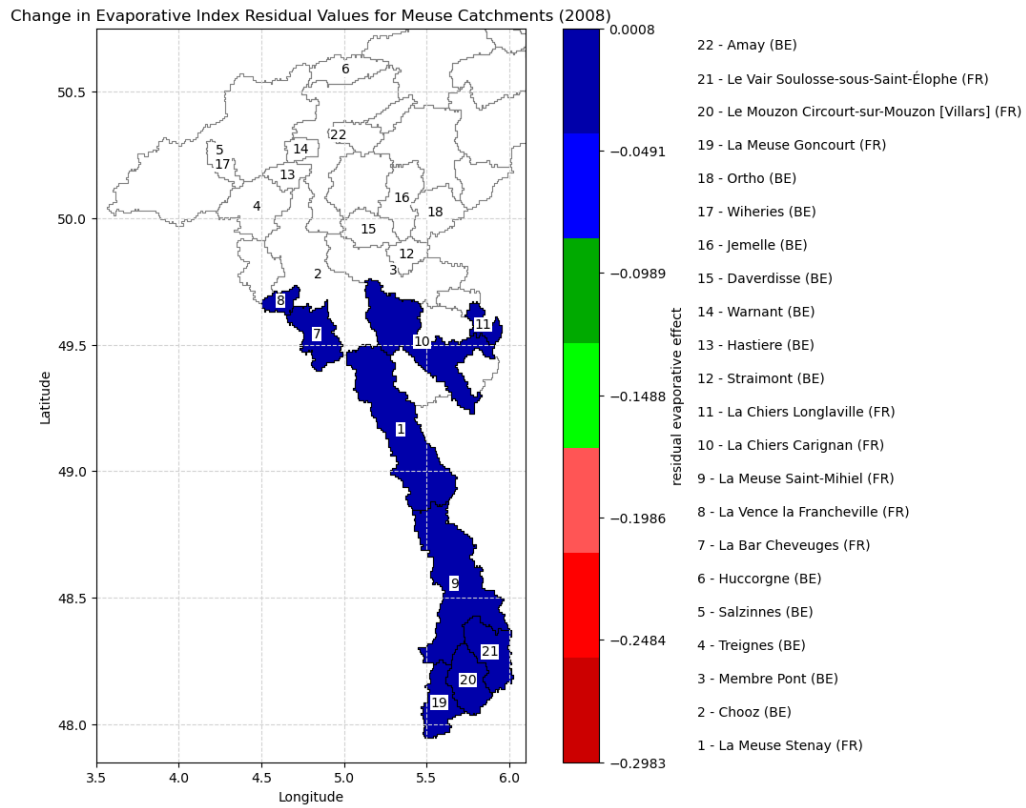 Change in Evaporative Index Residual Values for Meuse Catchments (2008)
50.5
50.0
49.5
49.0
48.5
48.0
Latitude
3.5
4.0
4.5
5.0
5.5
6.0
Longitude
6
22
5
14
17
13
16
4
18
15
12
3
2
8
11
7
10
1
9
21
20
19
0.0008
−0.0491
−0.0989
−0.1488
−0.1986
−0.2484
−0.2983
residual evaporative effect
22 - Amay (BE)
21 - Le Vair Soulosse-sous-Saint-Élophe (FR)
20 - Le Mouzon Circourt-sur-Mouzon [Villars] (FR)
19 - La Meuse Goncourt (FR)
18 - Ortho (BE)
17 - Wiheries (BE)
16 - Jemelle (BE)
15 - Daverdisse (BE)
14 - Warnant (BE)
13 - Hastiere (BE)
12 - Straimont (BE)
11 - La Chiers Longlaville (FR)
10 - La Chiers Carignan (FR)
9 - La Meuse Saint-Mihiel (FR)
8 - La Vence la Francheville (FR)
7 - La Bar Cheveuges (FR)
6 - Huccorgne (BE)
5 - Salzinnes (BE)
4 - Treignes (BE)
3 - Membre Pont (BE)
2 - Chooz (BE)
1 - La Meuse Stenay (FR)